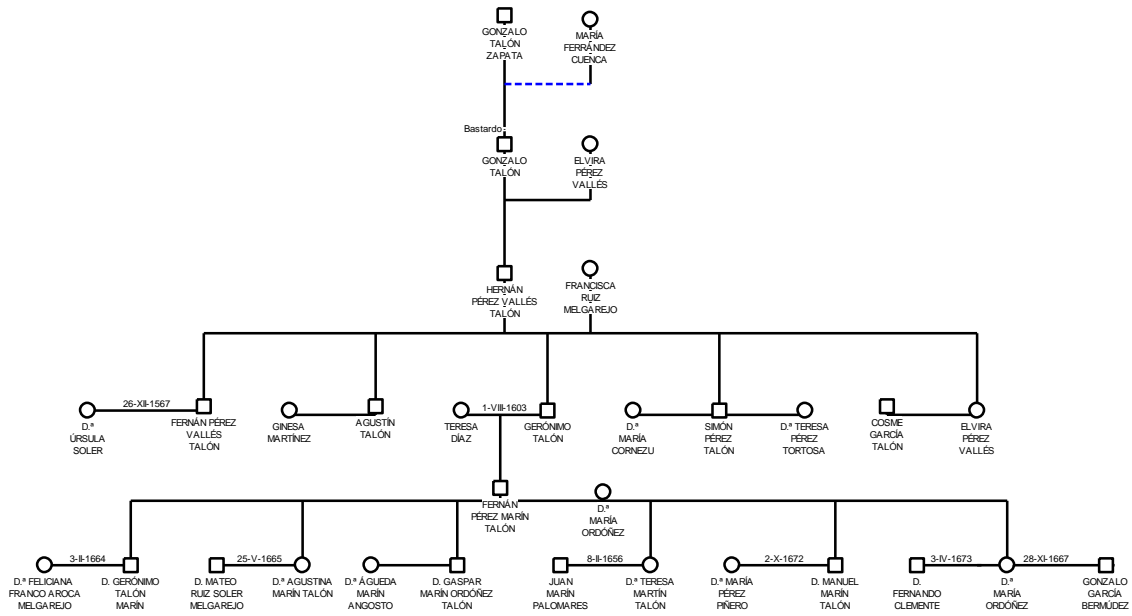 GONZALO
TALÓN
ZAPATA
MARÍA
FERRÁNDEZ
CUENCA
Bastardo
GONZALO
TALÓN
ELVIRA
PÉREZ
VALLÉS
HERNÁN
PÉREZ VALLÉS
TALÓN
FRANCISCA
RUIZ
MELGAREJO
26-XII-1567
1-VIII-1603
D.ª
ÚRSULA
SOLER
FERNÁN PÉREZ
VALLÉS
TALÓN
GINESA
MARTÍNEZ
AGUSTÍN
TALÓN
TERESA
DÍAZ
GERÓNIMO
TALÓN
D.ª
MARÍA
CORNEZU
SIMÓN
PÉREZ
TALÓN
D.ª TERESA
PÉREZ
TORTOSA
COSME
GARCÍA
TALÓN
ELVIRA
PÉREZ
VALLÉS
FERNÁN
PÉREZ MARÍN
TALÓN
D.ª
MARÍA
ORDÓÑEZ
3-II-1664
25-V-1665
8-II-1656
2-X-1672
3-IV-1673
28-XI-1667
D.ª FELICIANA
FRANCO AROCA
MELGAREJO
D. GERÓNIMO
TALÓN
MARÍN
D. MATEO
RUIZ SOLER
MELGAREJO
D.ª AGUSTINA
MARÍN TALÓN
D.ª ÁGUEDA
MARÍN
ANGOSTO
D. GASPAR
MARÍN ORDÓÑEZ
TALÓN
JUAN
MARÍN
PALOMARES
D.ª TERESA
MARTÍN
TALÓN
D.ª MARÍA
PÉREZ
PIÑERO
D. MANUEL
MARÍN
TALÓN
D.
FERNANDO
CLEMENTE
D.ª
MARÍA
ORDÓÑEZ
GONZALO
GARCÍA
BERMÚDEZ